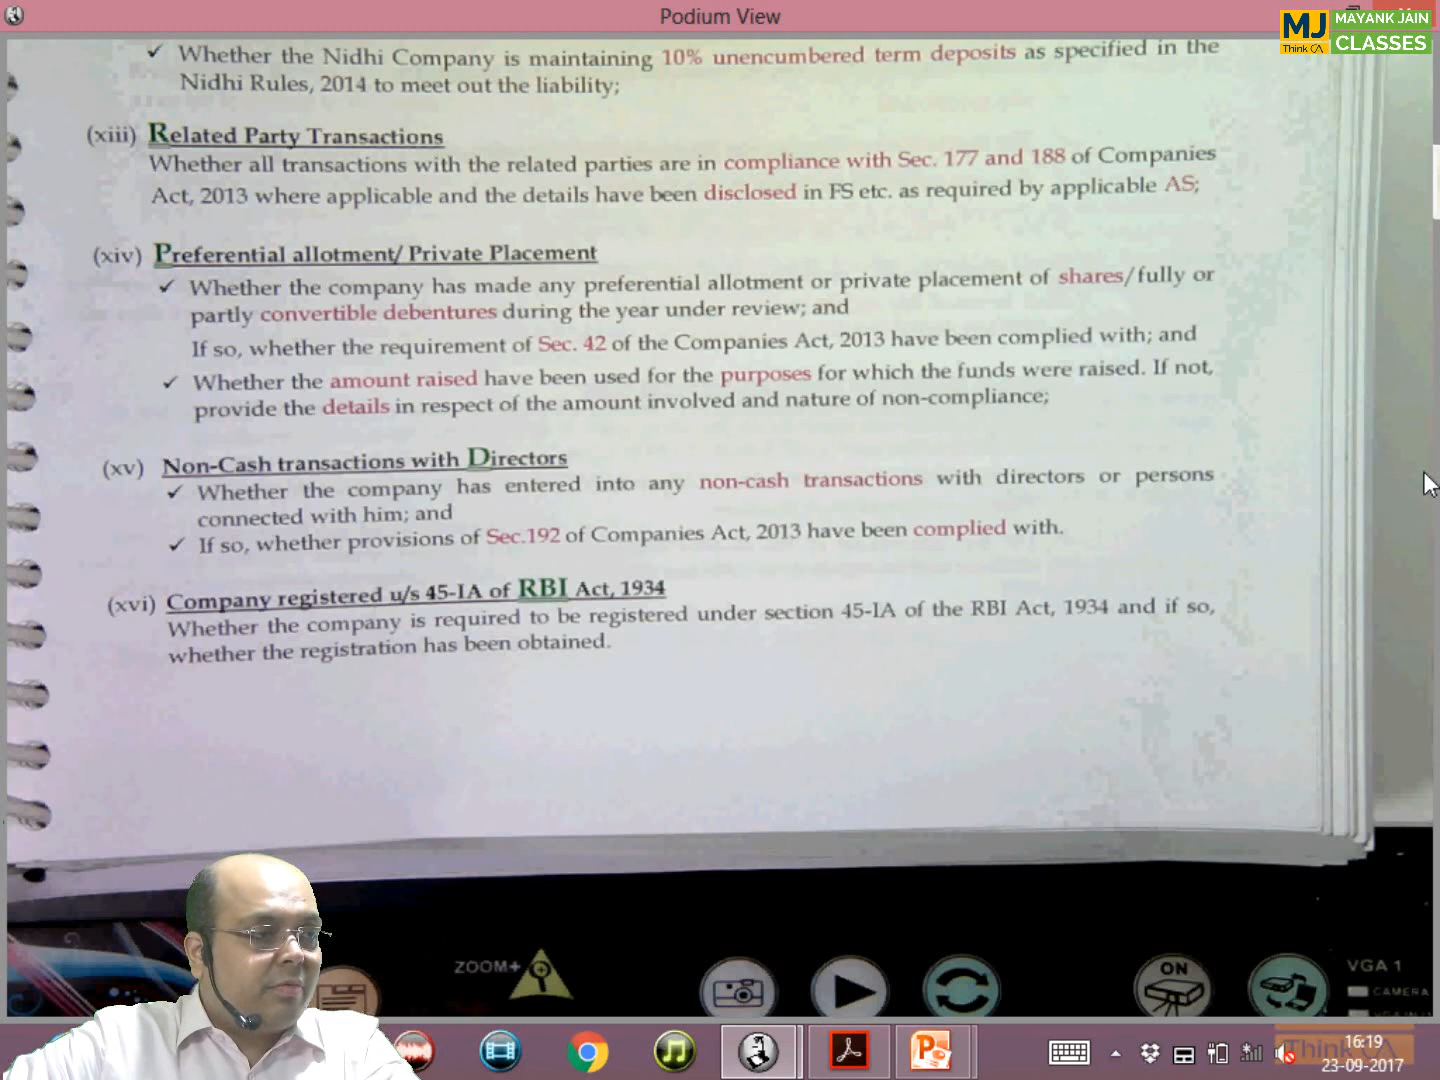 Podium View
MJ
Think CA
MAYANK JAIN
CLASSES
✓ Whether the Nidhi Company is maintaining 10% unencumbered term deposits as specified in the
Nidhi Rules, 2014 to meet out the liability;
(xiii) Related Party Transactions
Whether all transactions with the related parties are in compliance with Sec. 177 and 188 of Companies
Act, 2013 where applicable and the details have been disclosed in FS etc. as required by applicable AS;
(xiv) Preferential allotment/ Private Placement
✓ Whether the company has made any preferential allotment or private placement of shares/fully or
partly convertible debentures during the year under review; and
If so, whether the requirement of Sec. 42 of the Companies Act, 2013 have been complied with; and
✓ Whether the amount raised have been used for the purposes for which the funds were raised. If not,
provide the details in respect of the amount involved and nature of non-compliance;
(xv) Non-Cash transactions with Directors
✓ Whether the company has entered into any non-cash transactions with directors or persons
connected with him; and
✓ If so, whether provisions of Sec.192 of Companies Act, 2013 have been complied with.
(xvi) Company registered u/s 45-IA of RBI Act, 1934
Whether the company is required to be registered under section 45-IA of the RBI Act, 1934 and if so,
whether the registration has been obtained.
ZOOM+
ON
VGA 1
CAMERA
Think CA
16:19
23-09-2017